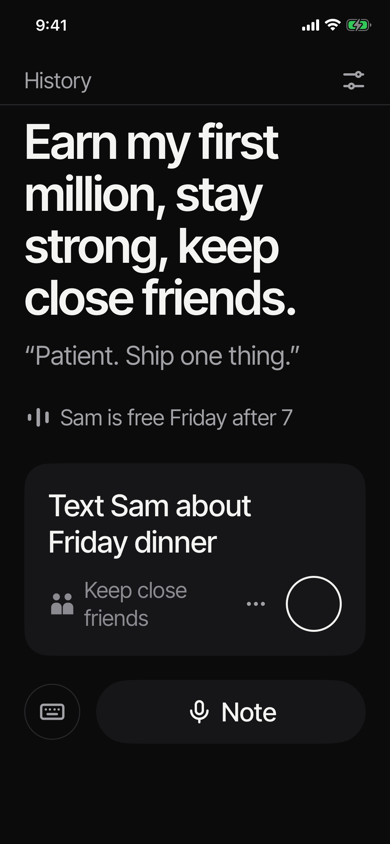 9:41
History
Earn my first
million, stay
strong, keep
close friends.
“Patient. Ship one thing.”
Sam is free Friday after 7
Text Sam about
Friday dinner
Keep close
friends
Note